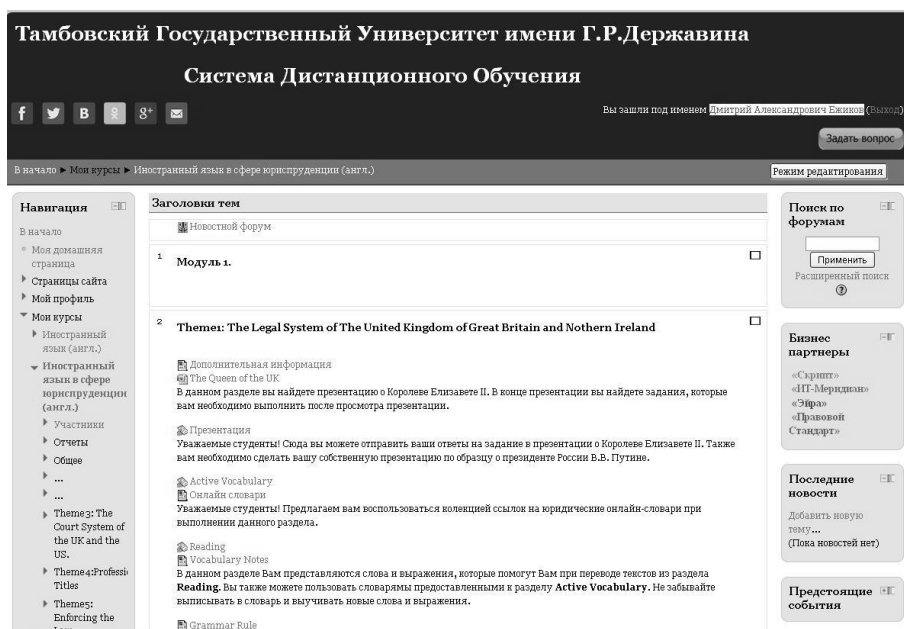 Тамбовский Государственный Университет имени Г.Р.Державина
Система Дистанционного Обучения
Вы зашли под именем Дмитрий Александрович Ежиков (Выход)
Задать вопрос
В начало ► Мои курсы ► Иностранный язык в сфере юриспруденции (англ.)
Режим редактирования
Навигация
В начало
Моя домашняя
страница
Страницы сайта
Мой профиль
Мои курсы
Иностранный
язык (англ.)
Иностранный
язык в сфере
юриспруденции
(англ.)
Участники
Отчеты
Общее
...
...
Theme3: The
Court System of
the UK and the
US.
Theme4:Professi
Titles
Theme5:
Enforcing the
Заголовки тем
Новостной форум
1
Модуль 1.
2
Theme1: The Legal System of The United Kingdom of Great Britain and Nothern Ireland
Дополнительная информация
The Queen of the UK
В данном разделе вы найдете презентацию о Королеве Елизавете II. В конце презентации вы найдете задания, которые
вам необходимо выполнить после просмотра презентации.
Презентация
Уважаемые студенты! Сюда вы можете отправить ваши ответы на задание в презентации о Королеве Елизавете II. Также
вам необходимо сделать вашу собственную презентацию по образцу о президенте России В.В. Путине.
Active Vocabulary
Онлайн словари
Уважаемые студенты! Предлагаем вам воспользоваться колекцией ссылок на юридические онлайн-словари при
выполнении данного раздела.
Reading
Vocabulary Notes
В данном разделе Вам представляются слова и выражения, которые помогут Вам при переводе текстов из раздела
Reading. Вы также можете пользовать словарямы предоставленными к разделу Active Vocabulary. Не забывайте
выписывать в словарь и выучивать новые слова и выражения.
Grammar Rule
Поиск по
форумам
Применить
Расширенный поиск
Бизнес
партнеры
«Скрипт»
«ИТ-Меридиан»
«Эйра»
«Правовой
Стандарт»
Последние
новости
Добавить новую
тему...
(Пока новостей нет)
Предстоящие
события